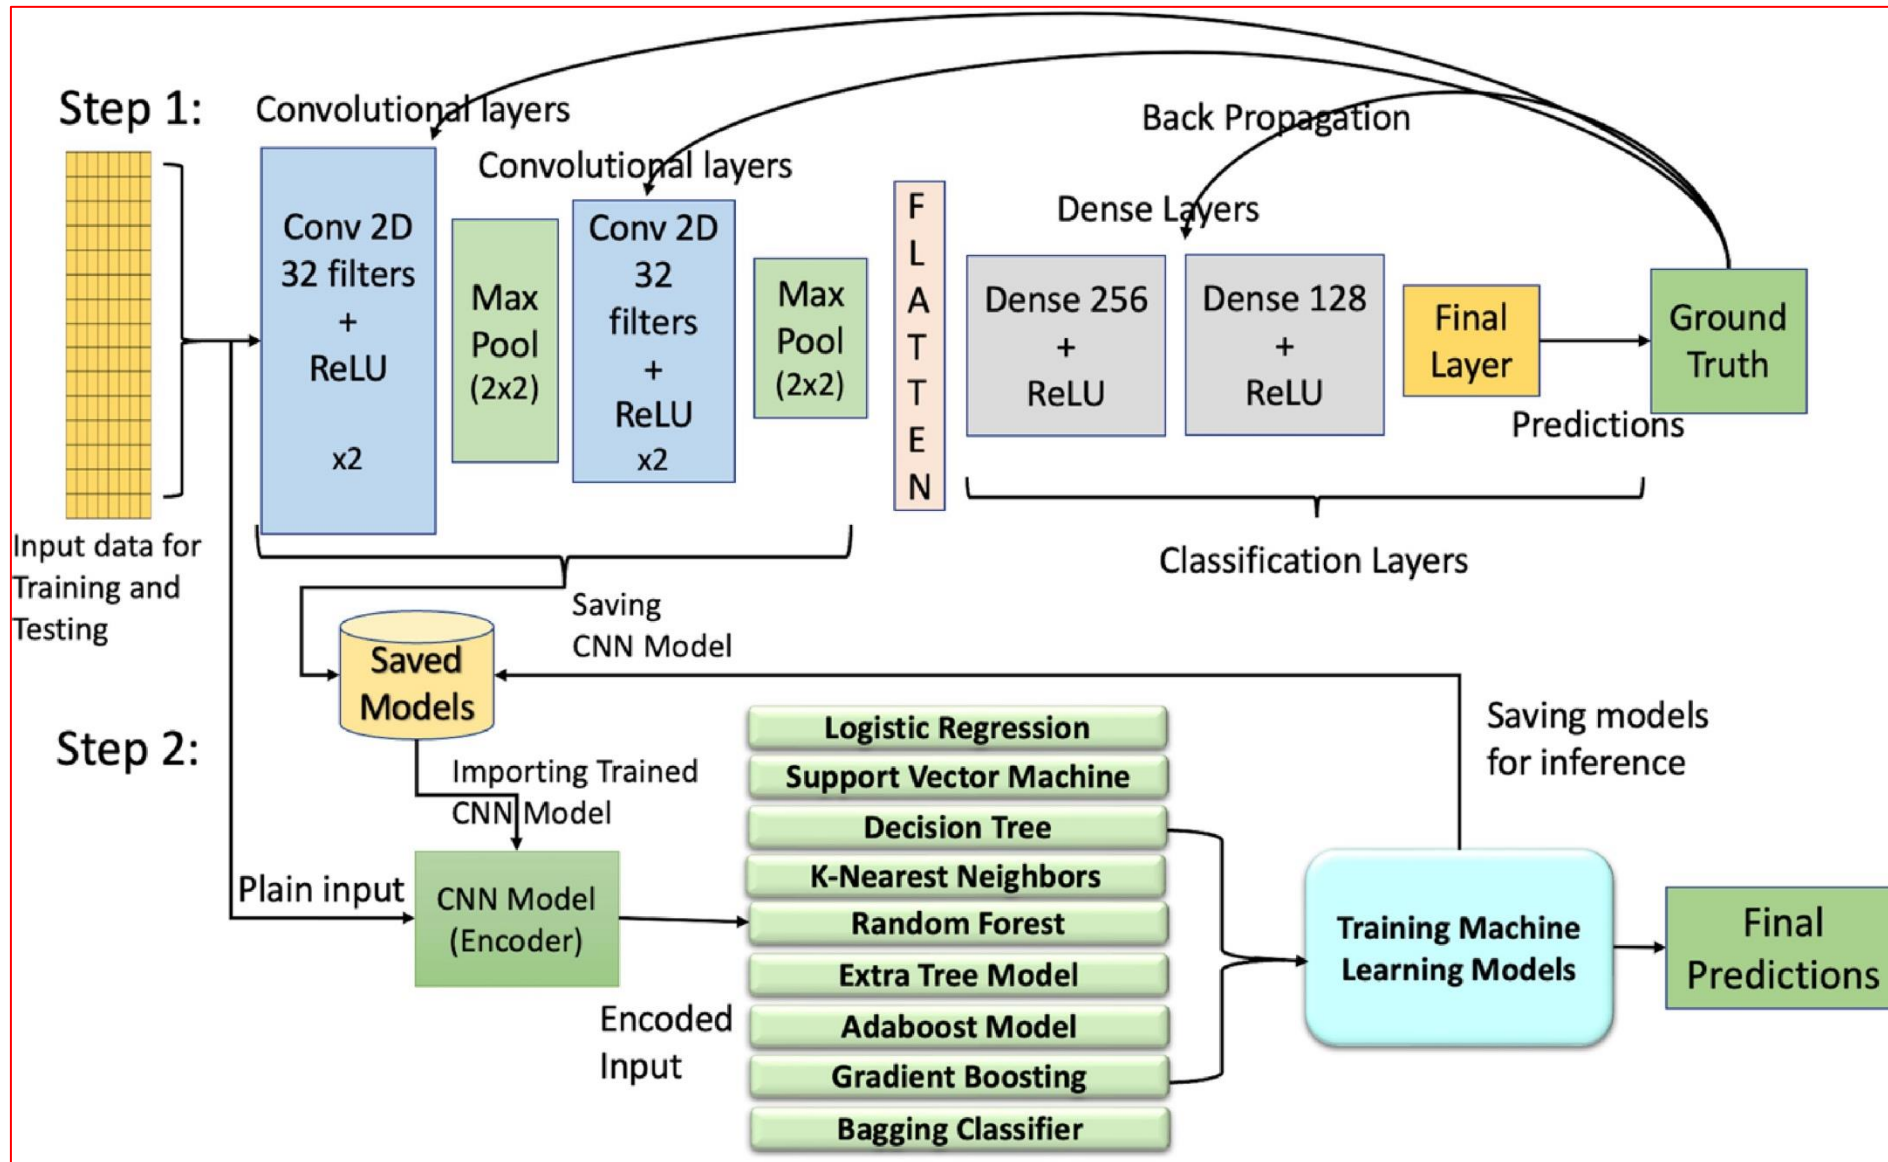 Step 1:
Convolutional layers
Convolutional layers
Back Propagation
Dense Layers
Conv 2D
32 filters
+
ReLU
x2
Max
Pool
(2x2)
Conv 2D
32
filters
+
ReLU
x2
Max
Pool
(2x2)
F
L
A
T
T
E
N
Dense 256
+
ReLU
Dense 128
+
ReLU
Final
Layer
Ground
Truth
Predictions
Input data for
Training and
Testing
Classification Layers
Saving
CNN Model
Saved
Models
Step 2:
Importing Trained
CNN Model
Plain input
CNN Model
(Encoder)
Encoded
Input
Logistic Regression
Support Vector Machine
Decision Tree
K-Nearest Neighbors
Random Forest
Extra Tree Model
Adaboost Model
Gradient Boosting
Bagging Classifier
Saving models
for inference
Training Machine
Learning Models
Final
Predictions